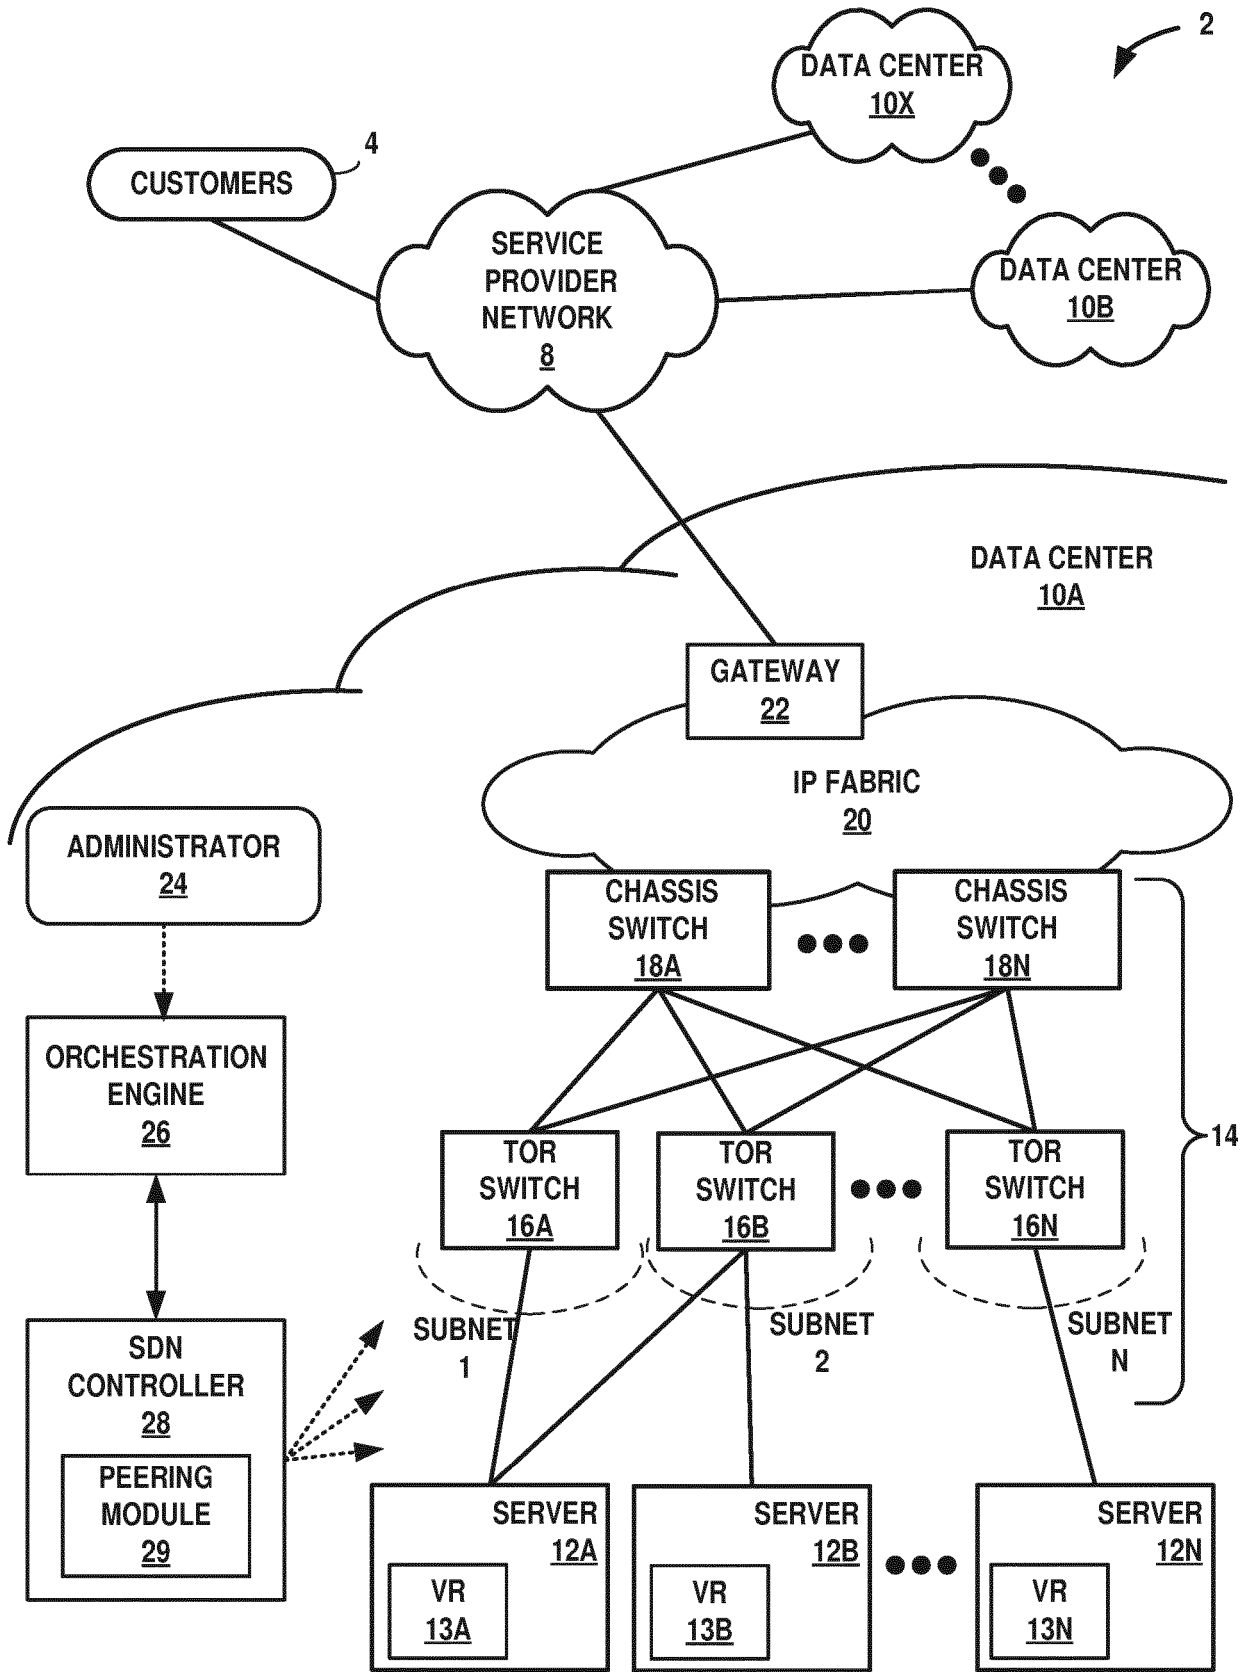 2
DATA CENTER
10X
4
CUSTOMERS
SERVICE
PROVIDER
NETWORK
8
DATA CENTER
10B
DATA CENTER
10A
GATEWAY
22
IP FABRIC
20
ADMINISTRATOR
24
CHASSIS
SWITCH
18A
CHASSIS
SWITCH
18N
ORCHESTRATION
ENGINE
26
TOR
SWITCH
16A
TOR
SWITCH
16B
TOR
SWITCH
16N
14
SUBNET
1
SUBNET
2
SUBNET
N
SDN
CONTROLLER
28
PEERING
MODULE
29
SERVER
12A
VR
13A
SERVER
12B
VR
13B
SERVER
12N
VR
13N